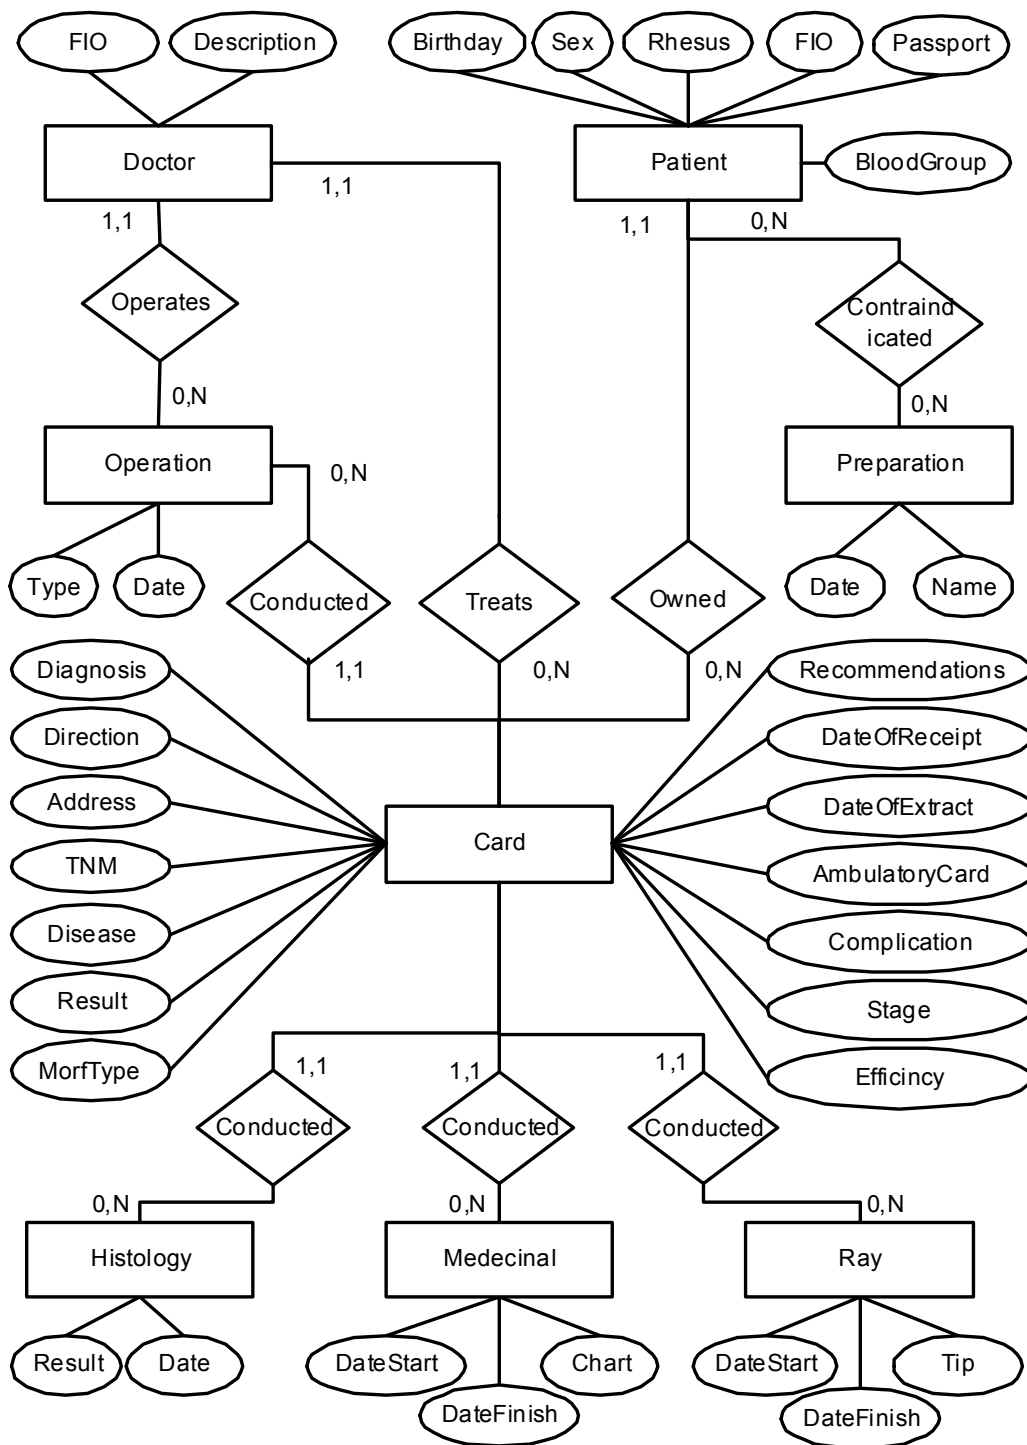 FIO
Description
Birthday
Sex
Rhesus
FIO
Passport
Doctor
Patient
BloodGroup
1,1
1,1
1,1
0,N
Operates
Contraind
icated
0,N
0,N
Operation
0,N
Preparation
Type
Date
Conducted
Treats
Owned
Date
Name
1,1
0,N
0,N
Diagnosis
Recommendations
Direction
DateOfReceipt
Address
DateOfExtract
Card
TNM
AmbulatoryCard
Disease
Complication
Result
Stage
MorfType
Efficincy
1,1
1,1
1,1
Conducted
Conducted
Conducted
0,N
0,N
0,N
Histology
Medecinal
Ray
Result
Date
DateStart
Chart
DateStart
Tip
DateFinish
DateFinish